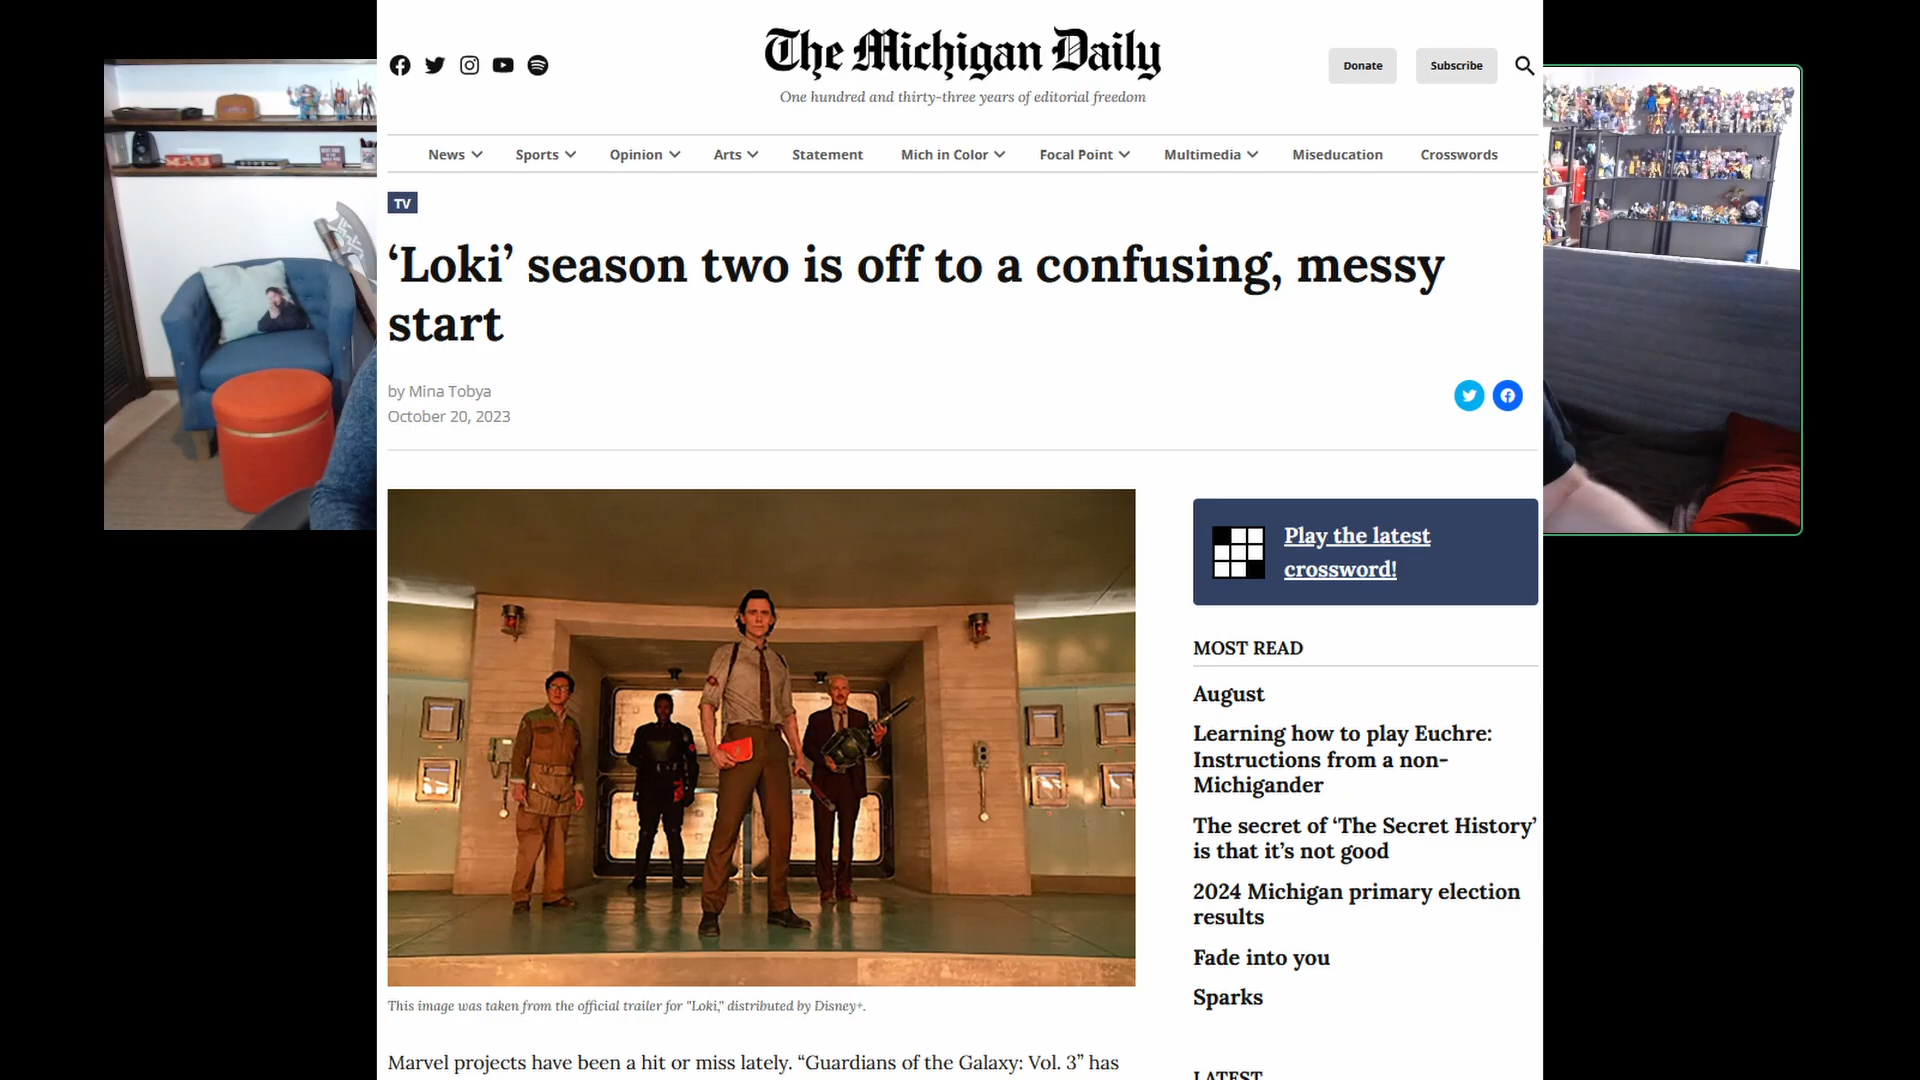 The Michigan Daily
One hundred and thirty-three years of editorial freedom
Donate
Subscribe
News
Sports
Opinion
Arts
Statement
Mich in Color
Focal Point
Multimedia
Miseducation
Crosswords
TV
‘Loki’ season two is off to a confusing, messy
start
by Mina Tobya
October 20, 2023
This image was taken from the official trailer for "Loki," distributed by Disney+.
Marvel projects have been a hit or miss lately. “Guardians of the Galaxy: Vol. 3” has
Play the latest
crossword!
MOST READ
August
Learning how to play Euchre:
Instructions from a non-
Michigander
The secret of ‘The Secret History’
is that it’s not good
2024 Michigan primary election
results
Fade into you
Sparks
LATEST